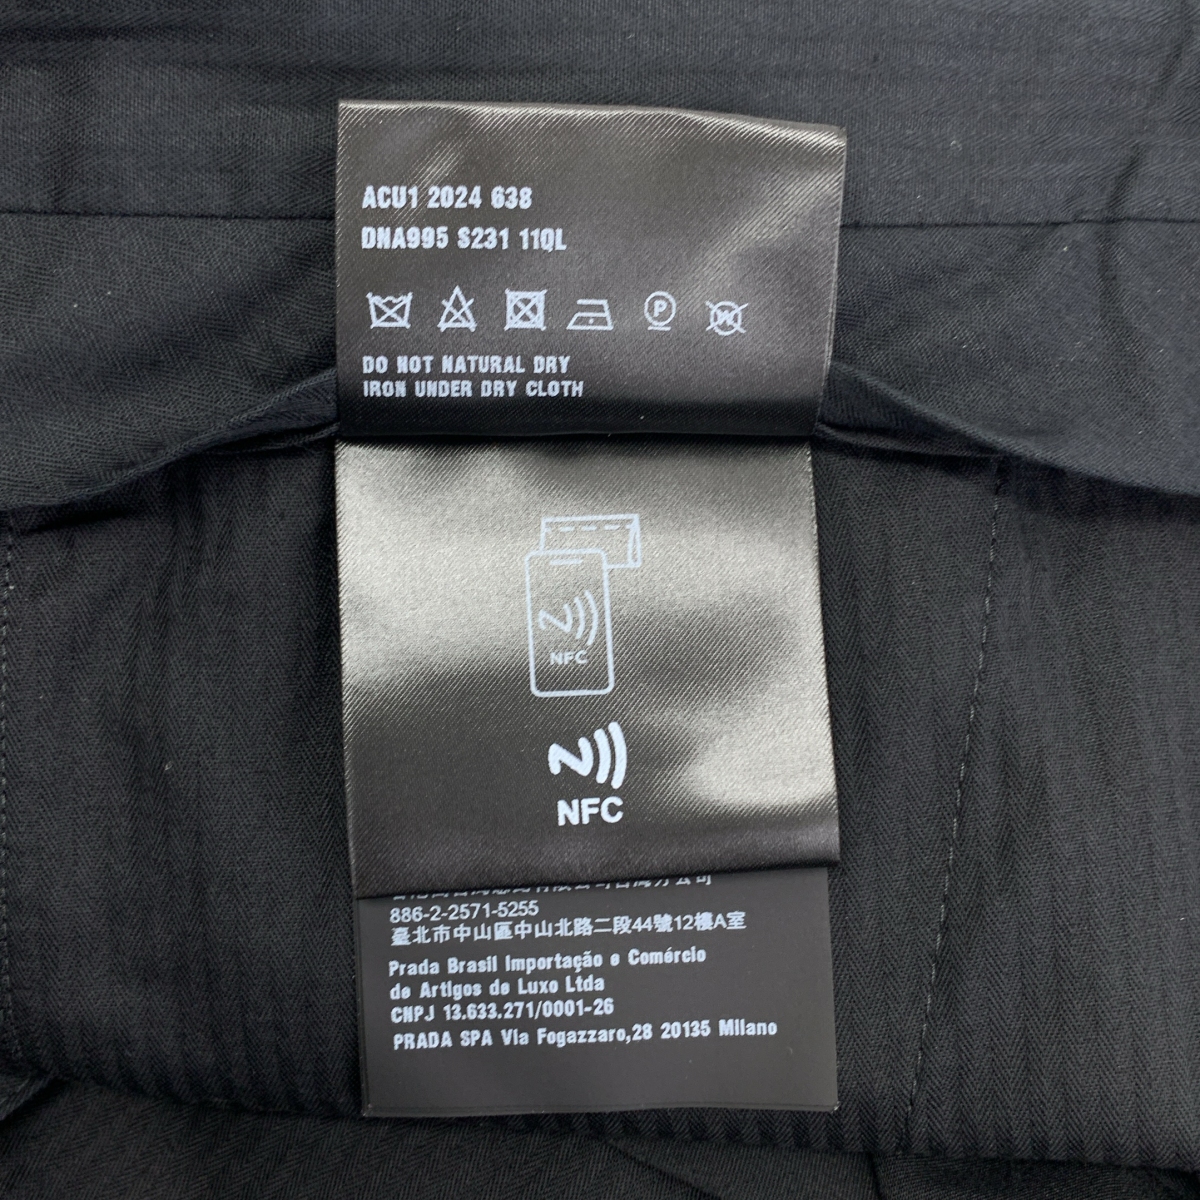 ACU1 2024 638
DNA995 S231 11QL
P
W
DO NOT NATURAL DRY
IRON UNDER DRY CLOTH
NFC
NFC
886-2-2571-5255
臺北市中山區中山北路二段44號12樓A室
Prada Brasil Importação e Comércio
de Artigos de Luxo Ltda
CNPJ 13.633.271/0001-26
PRADA SPA Via Fogazzaro,28 20135 Milano